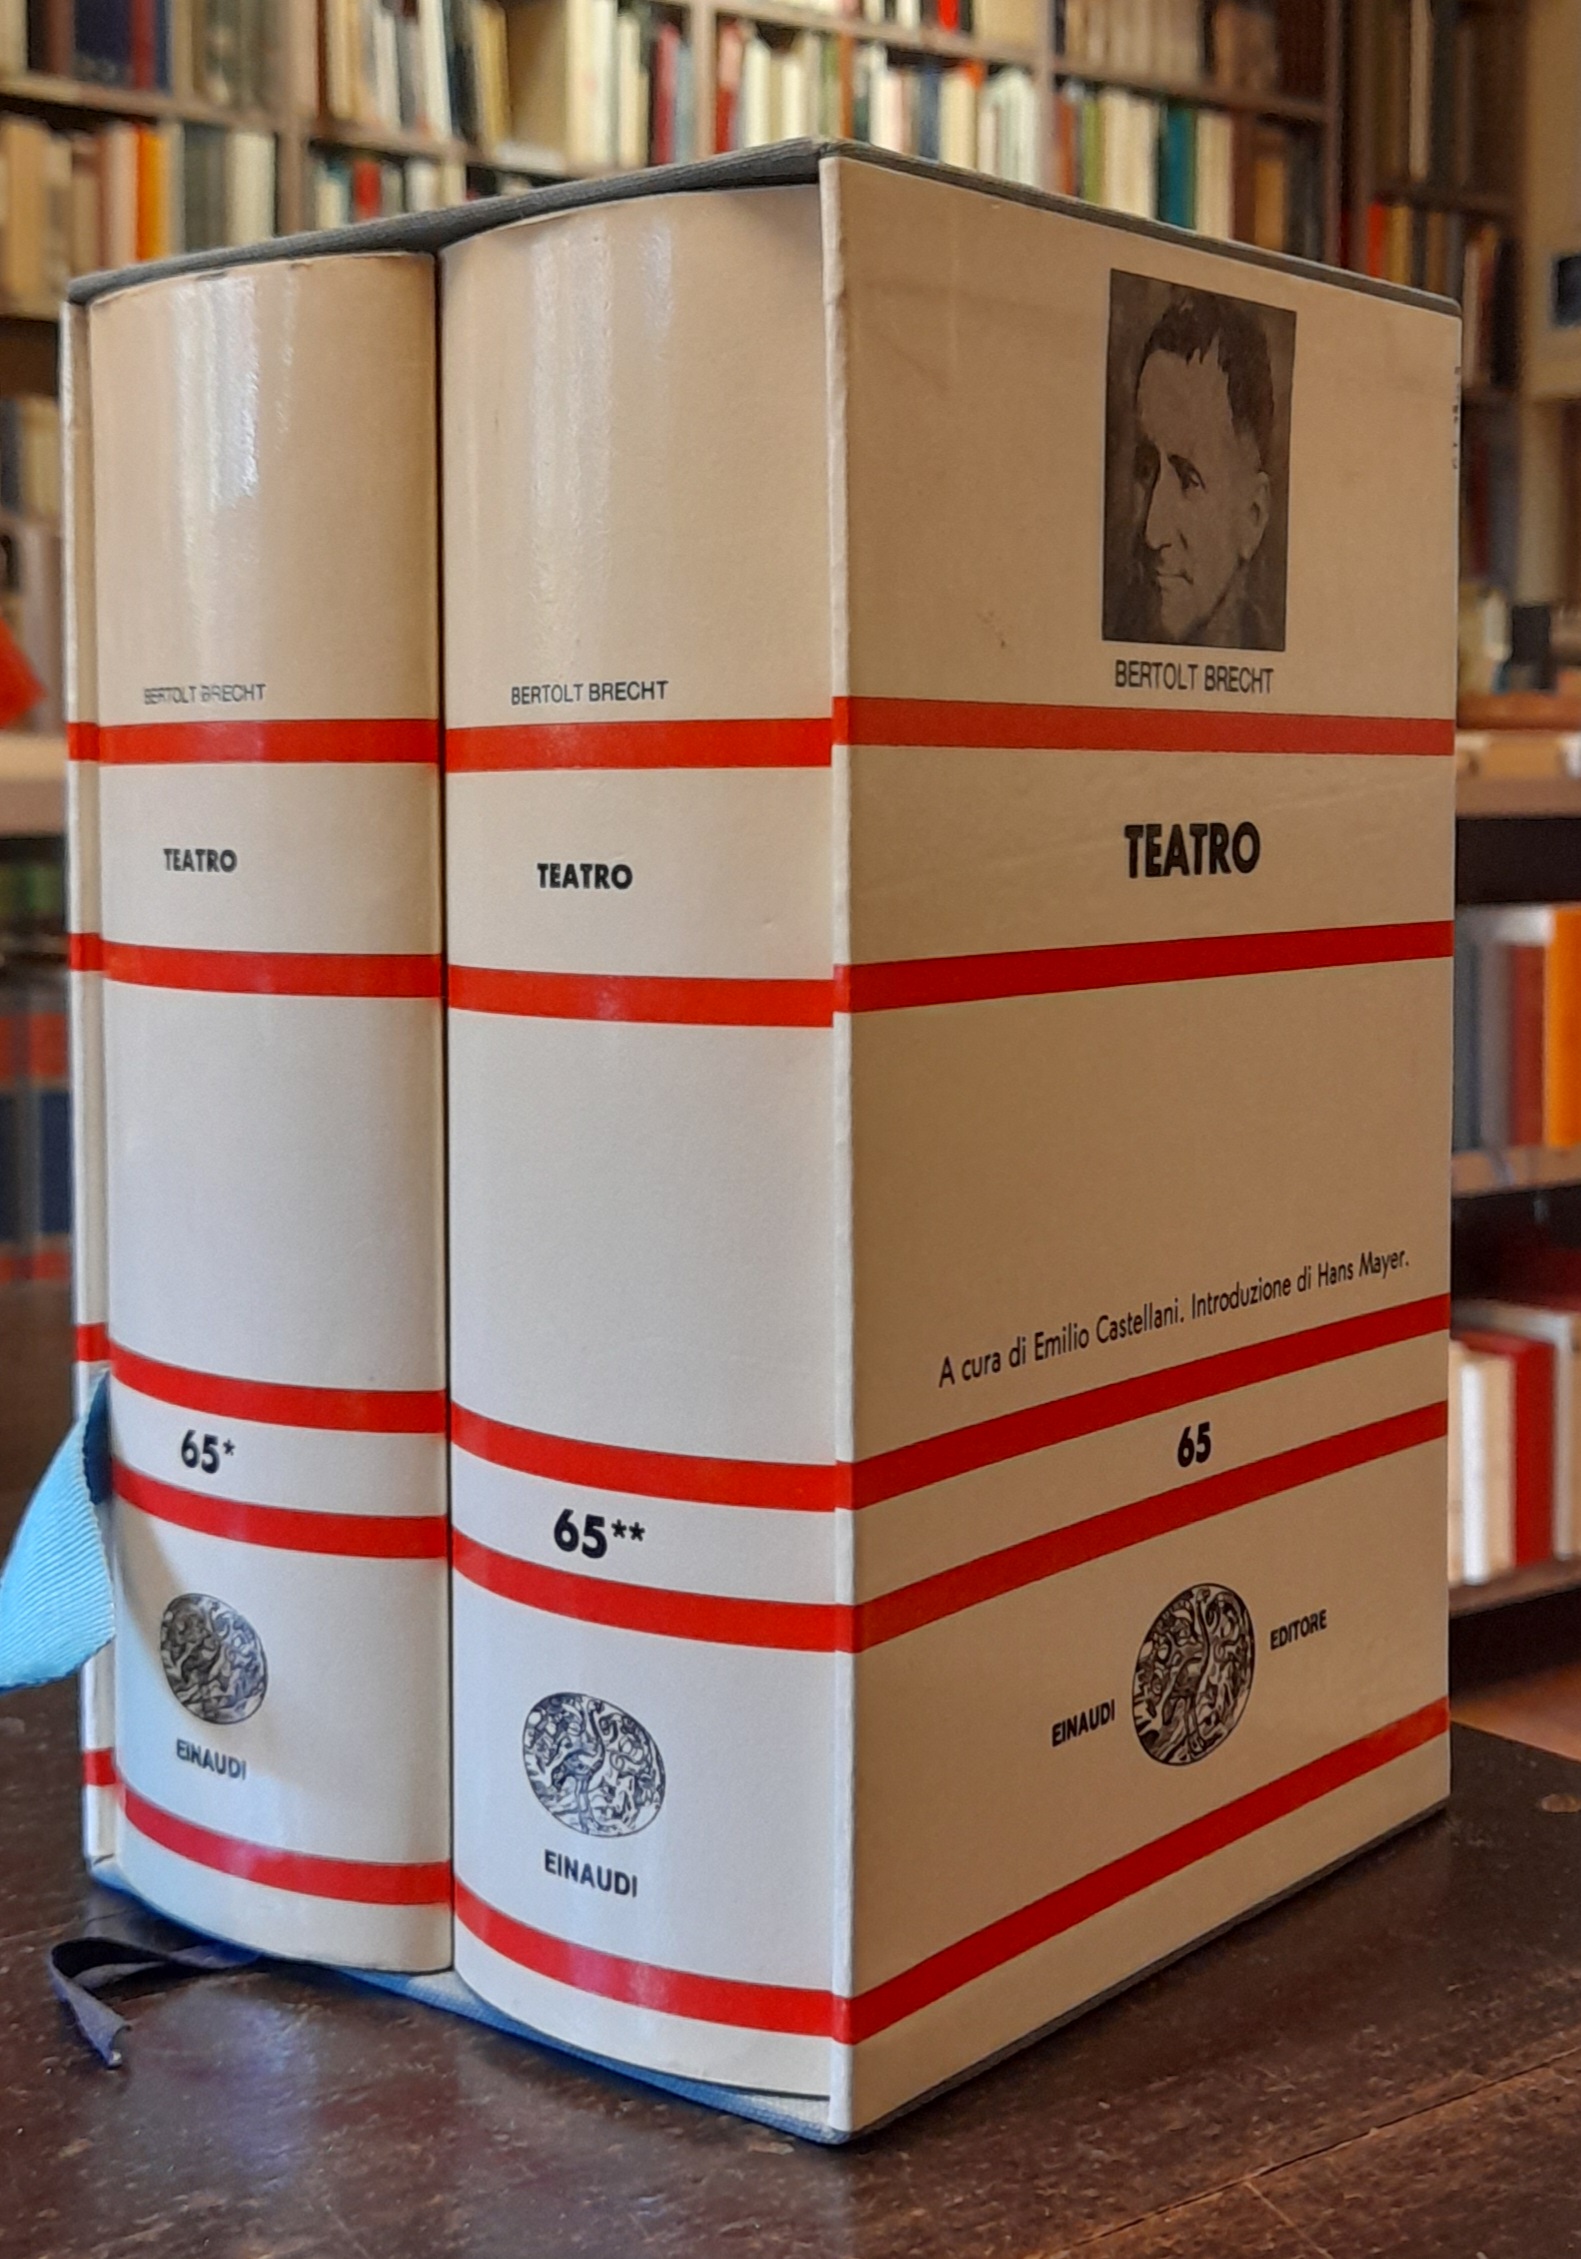 BERTOLT BRECHT
TEATRO
65*
EINAUDI
BERTOLT BRECHT
TEATRO
65**
EINAUDI
BERTOLT BRECHT
TEATRO
A cura di Emilio Castellani. Introduzione di Hans Mayer.
65
EINAUDI EDITORE